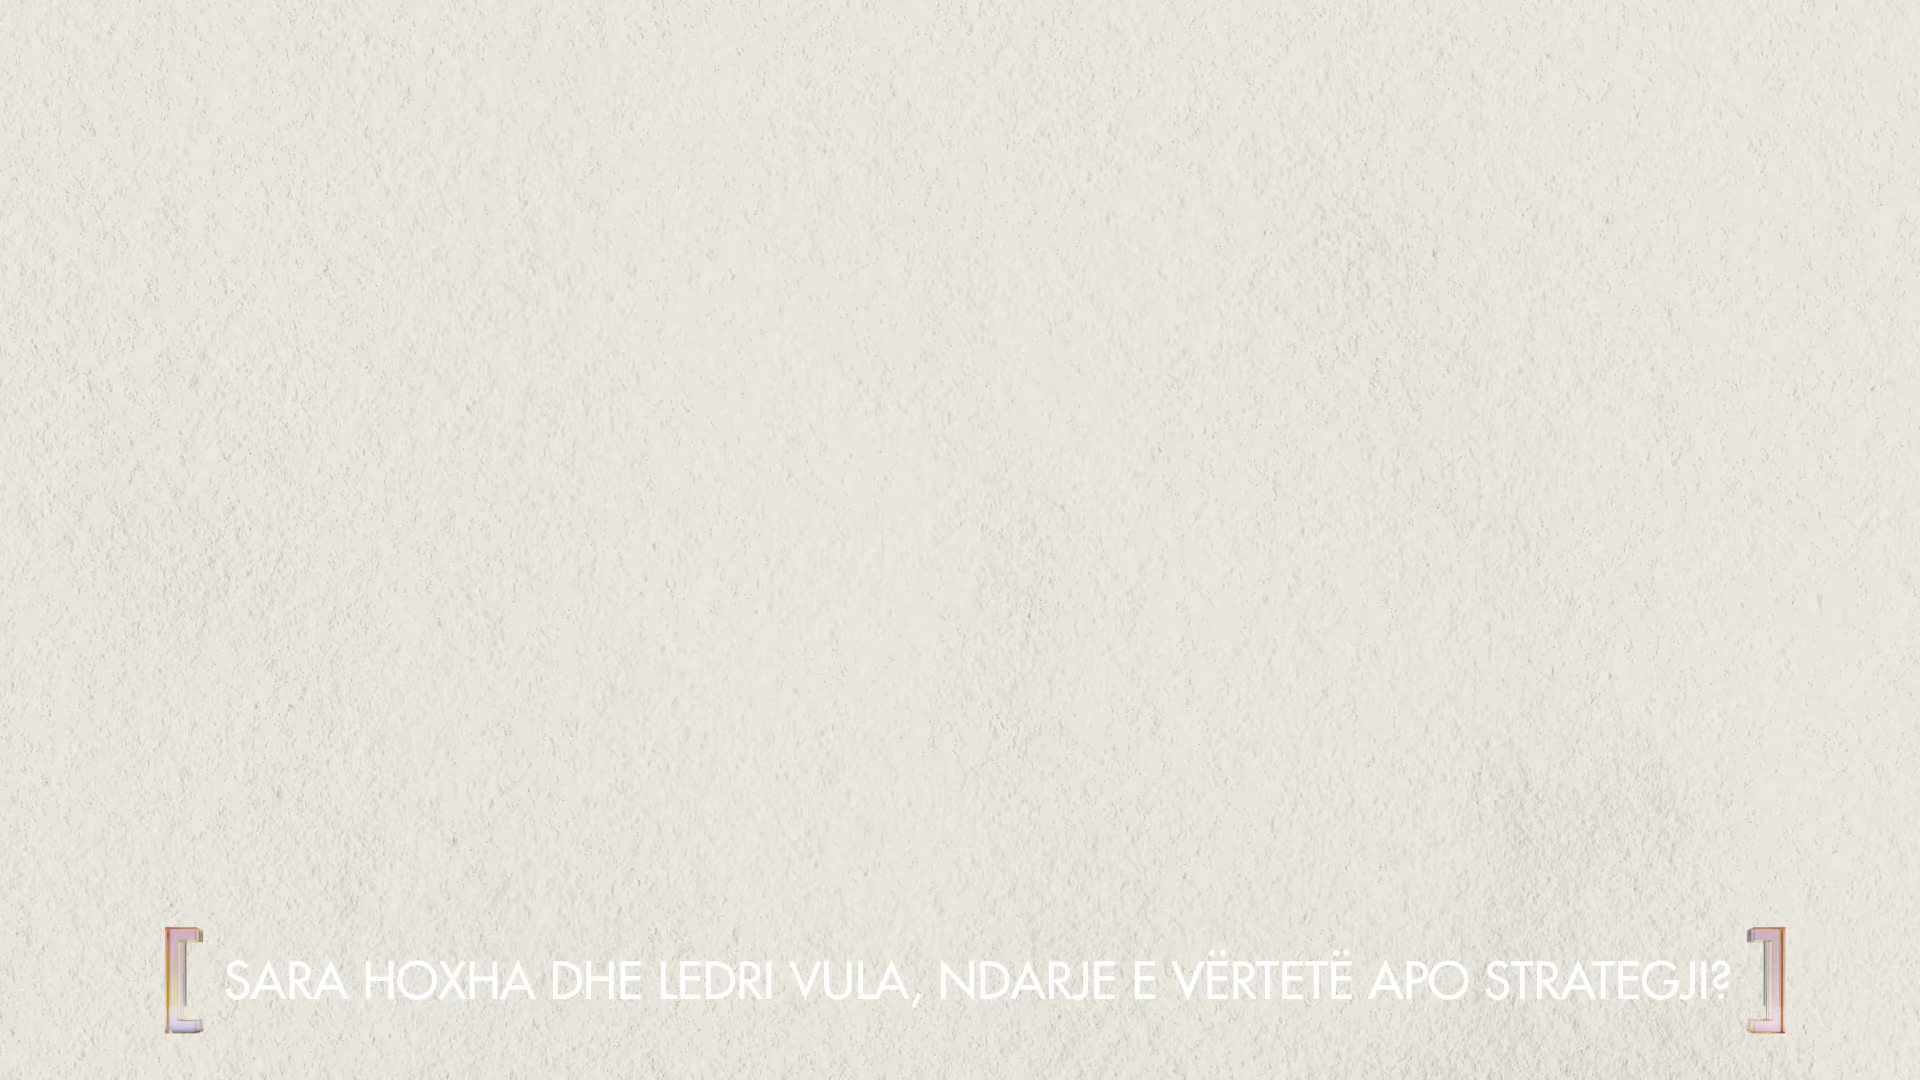 [ SARA HOXHA DHE LEDRI VULA, NDARJE E VËRTETË APO STRATEGJI? ]